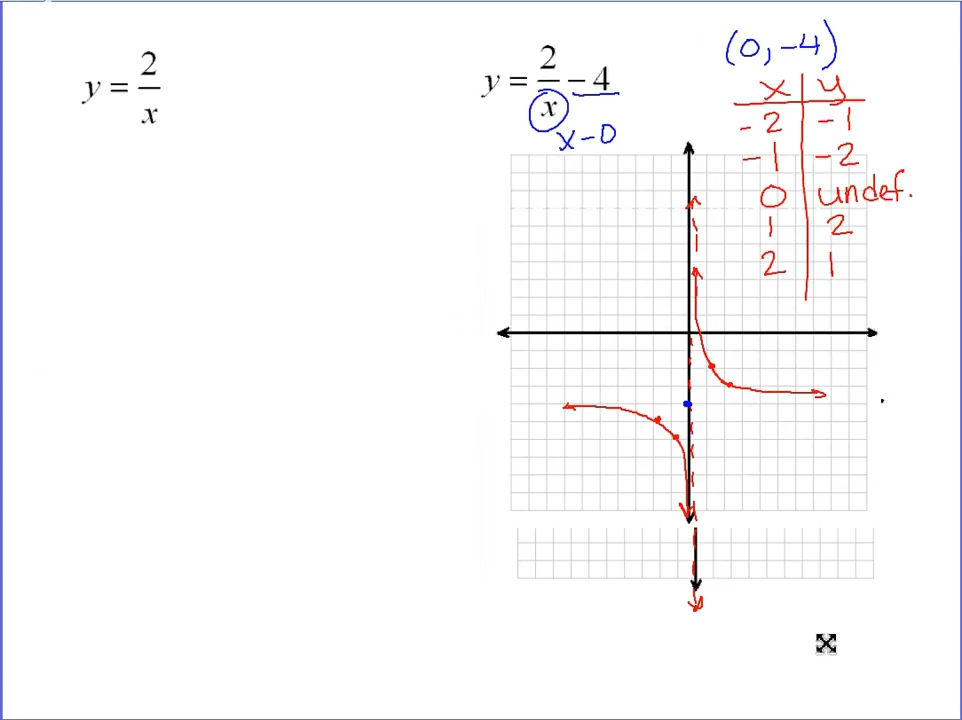 y = 2/x
y = 2/x - 4
x - 0
(0, -4)
x y
-2 -1
-1 -2
0 undef.
1 2
2 1